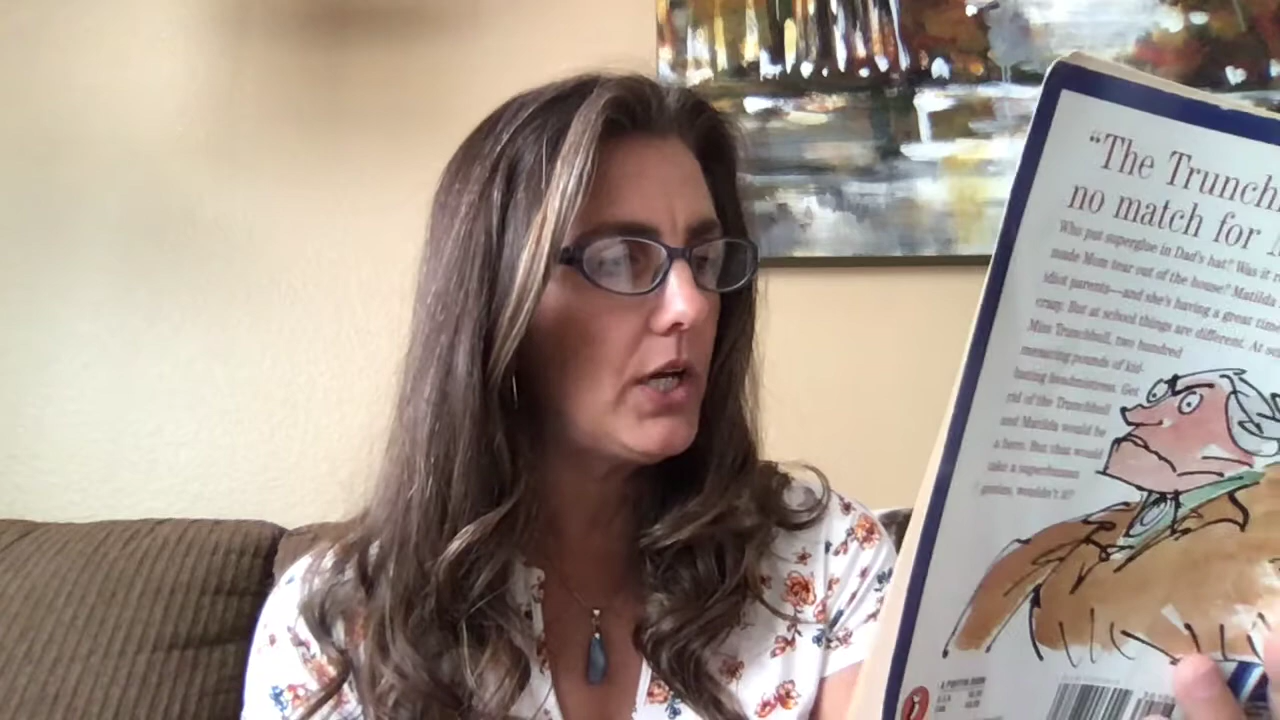 “The Trunch
no match for
Who put superglue in Dad's hat? Was it
made Mom tear out of the house? Matilda
idiot parents—and she's having a great time
crazy. But at school things are different. At
Miss Trunchbull, two hundred
menacing pounds of kid-
hating headmistress. Get
rid of the Trunchbull
and Matilda would be
a hero. But that would
take a superhuman
genius, wouldn't it?
A PUFFIN BOOK